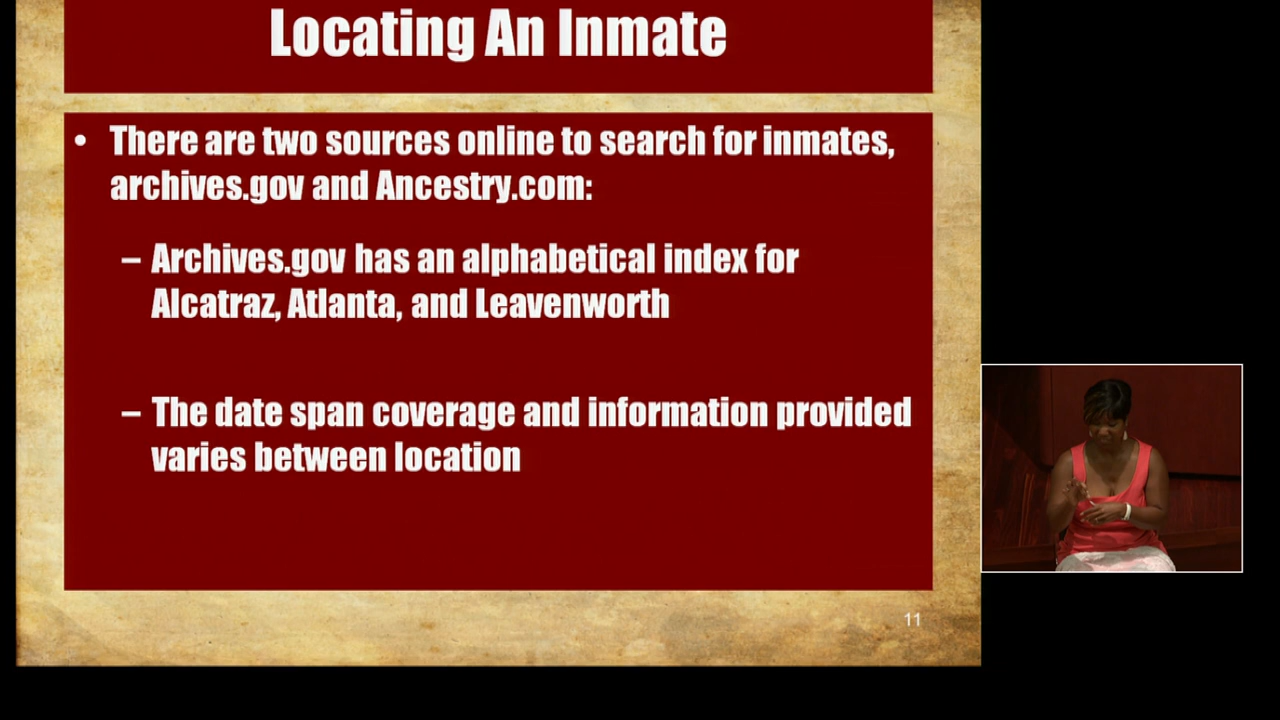 Locating An Inmate
• There are two sources online to search for inmates,
archives.gov and Ancestry.com:
– Archives.gov has an alphabetical index for
Alcatraz, Atlanta, and Leavenworth
– The date span coverage and information provided
varies between location
11